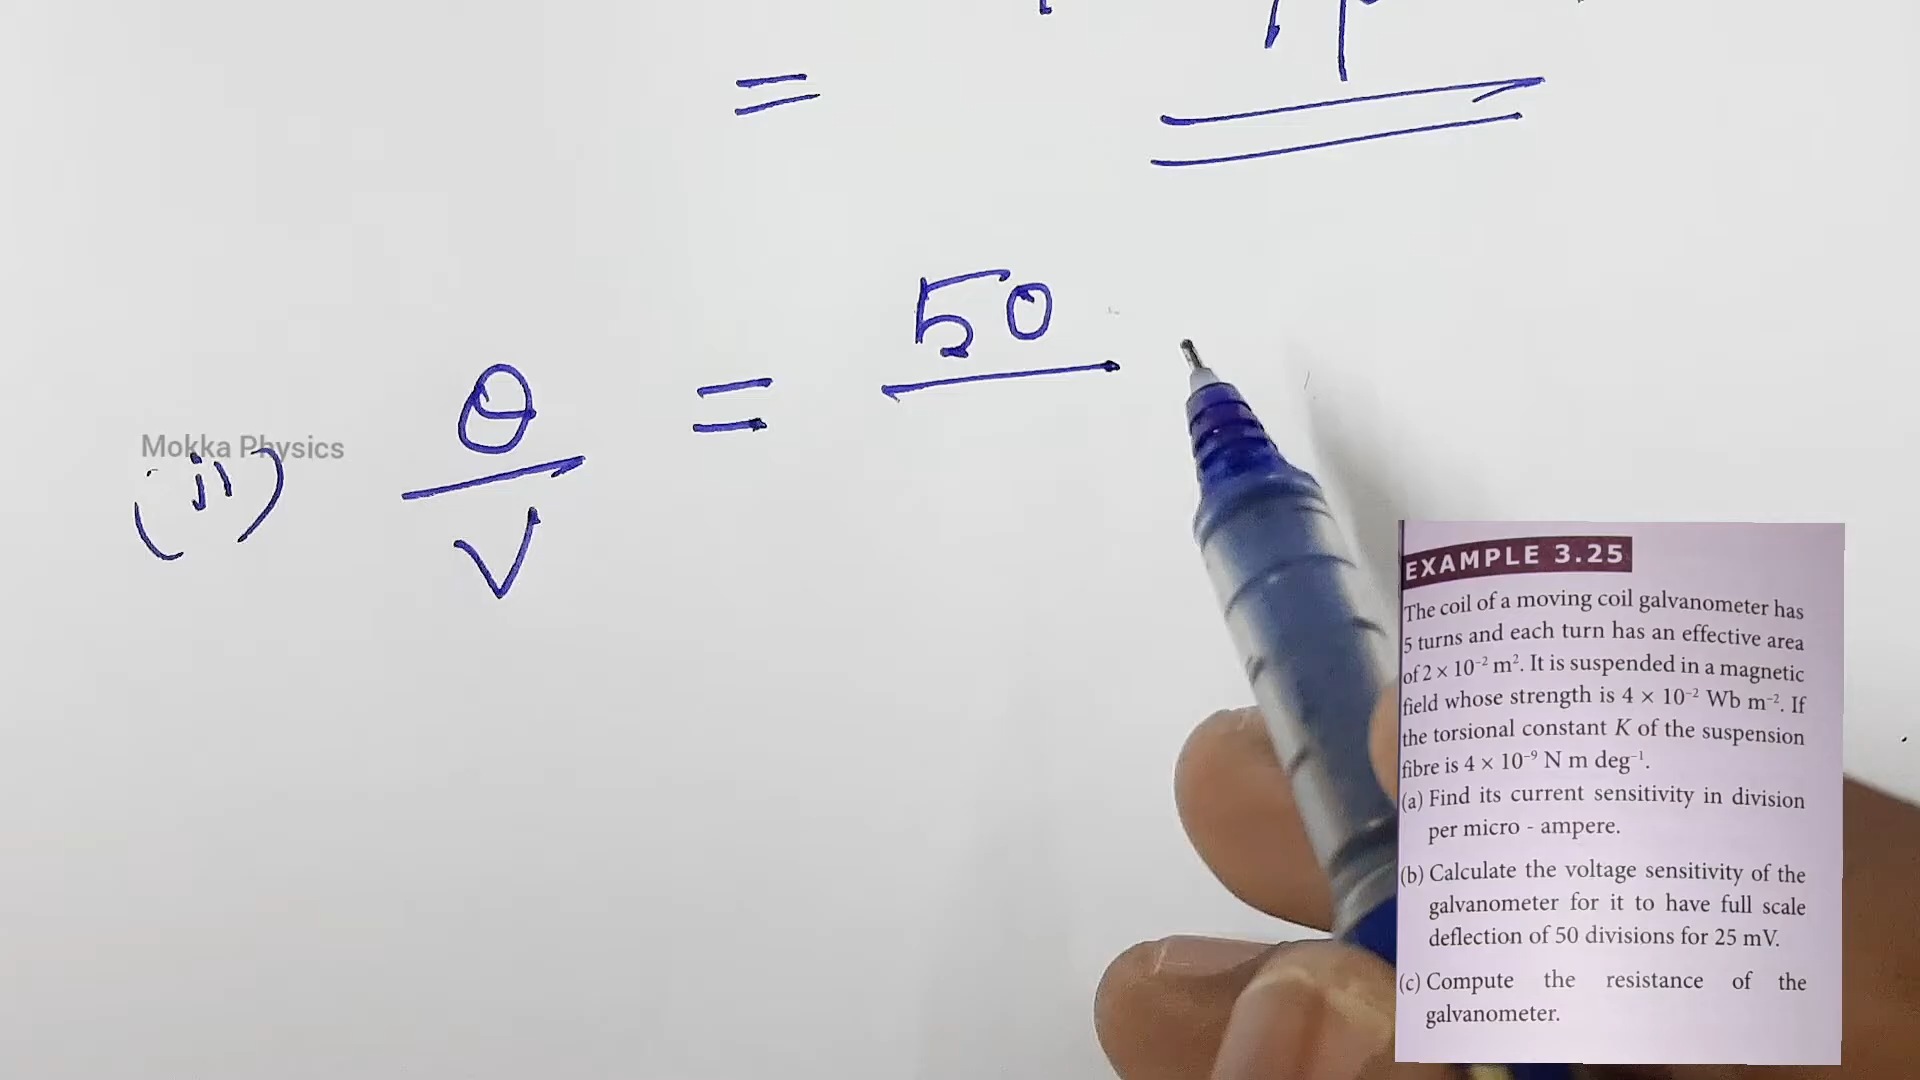 =
50
θ
=
Mokka Physics
(ii)
V
EXAMPLE 3.25
The coil of a moving coil galvanometer has
5 turns and each turn has an effective area
of 2 × 10⁻² m². It is suspended in a magnetic
field whose strength is 4 × 10⁻² Wb m⁻². If
the torsional constant K of the suspension
fibre is 4 × 10⁻⁹ N m deg⁻¹.
(a) Find its current sensitivity in division
per micro - ampere.
(b) Calculate the voltage sensitivity of the
galvanometer for it to have full scale
deflection of 50 divisions for 25 mV.
(c) Compute the resistance of the
galvanometer.